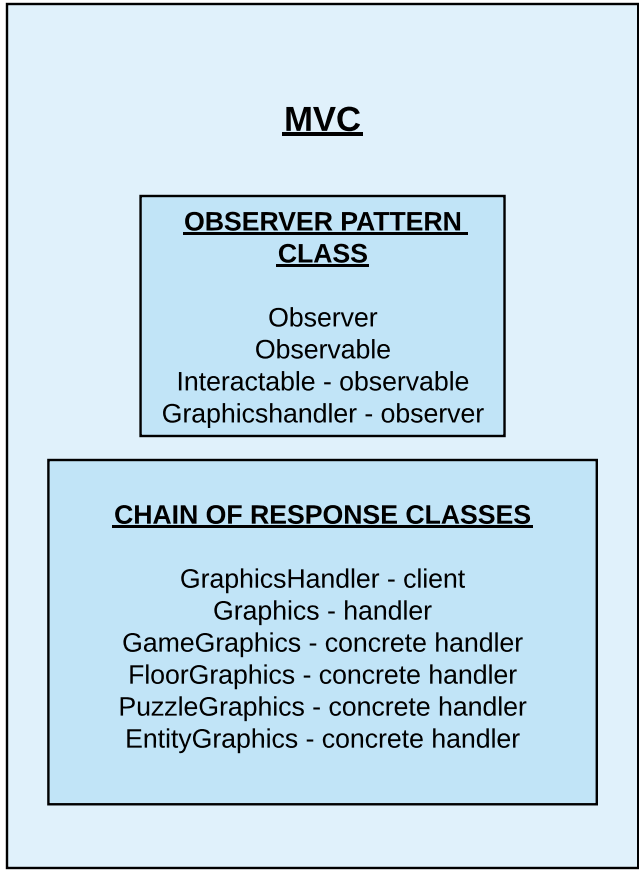 MVC
OBSERVER PATTERN
CLASS
Observer
Observable
Interactable - observable
Graphicshandler - observer
CHAIN OF RESPONSE CLASSES
GraphicsHandler - client
Graphics - handler
GameGraphics - concrete handler
FloorGraphics - concrete handler
PuzzleGraphics - concrete handler
EntityGraphics - concrete handler